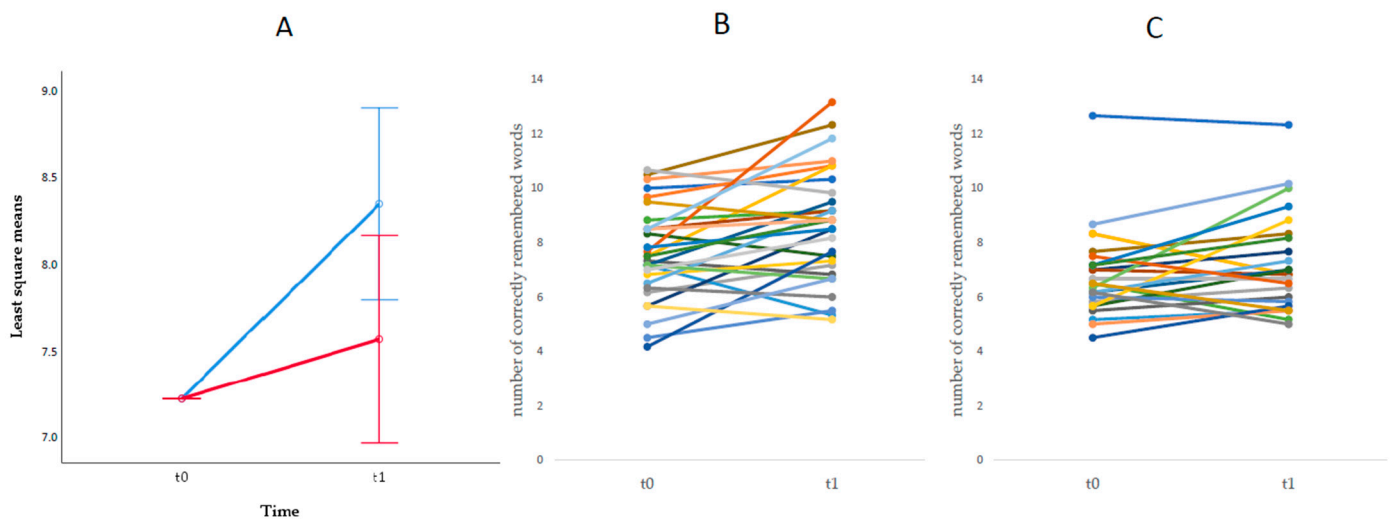 A
Least square means
9.0
8.5
8.0
7.5
7.0
t0
t1
Time
B
number of correctly remembered words
14
12
10
8
6
4
2
0
t0
t1
C
number of correctly remembered words
14
12
10
8
6
4
2
0
t0
t1